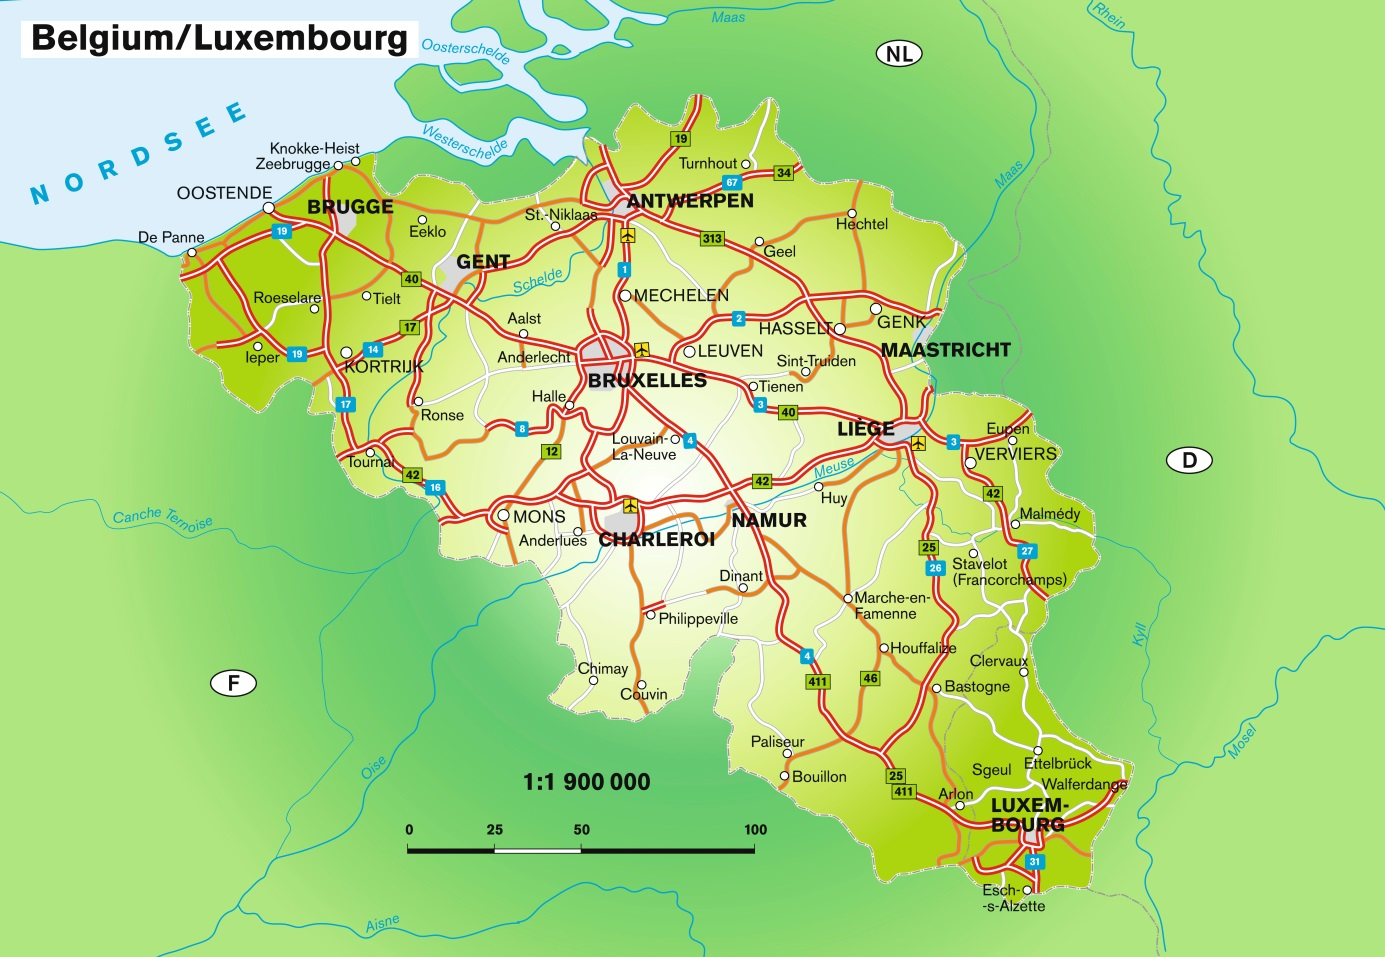 Belgium/Luxembourg
Maas
Rhein
Oosterschelde
NL
NORDSEE
Westerschelde
Knokke-Heist
Zeebrugge
19
Turnhout
34
67
Maas
OOSTENDE
BRUGGE
ANTWERPEN
St.-Niklaas
Hechtel
Eeklo
19
De Panne
313
Geel
GENT
1
40
Schelde
MECHELEN
Roeselare
Tielt
Aalst
2
HASSELT
GENK
17
14
Ieper
19
KORTRIJK
Anderlecht
LEUVEN
MAASTRICHT
Sint-Truiden
BRUXELLES
Tienen
Halle
17
Ronse
3
40
8
LIÈGE
Eupen
Louvain-
La-Neuve
4
3
VERVIERS
12
D
Tournai
42
16
Meuse
42
Huy
42
MONS
NAMUR
Malmédy
Canche Ternoise
Anderlues
CHARLEROI
25
27
26
Stavelot
(Francorchamps)
Dinant
Marche-en-
Famenne
Philippeville
Kyll
Houffalize
4
Clervaux
F
Chimay
Couvin
411
46
Bastogne
Paliseur
Mosel
Oise
Ettelbrück
Sgeul
Bouillon
25
Walferdange
1:1 900 000
411
Arlon
LUXEM-
BOURG
0 25 50 100
31
Esch-
-s-Alzette
Aisne